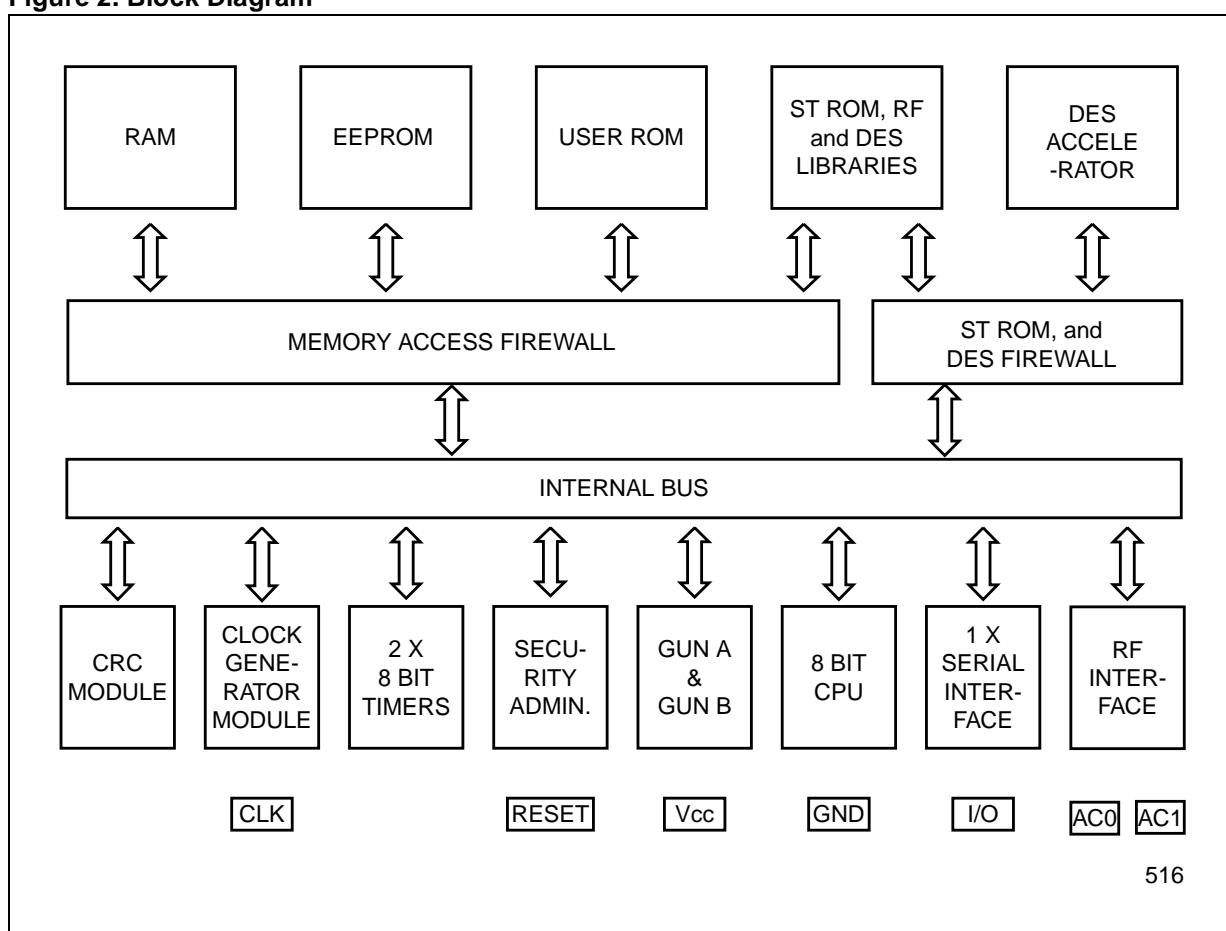 Figure 2. Block Diagram
RAM
EEPROM
USER ROM
ST ROM, RF
and DES
LIBRARIES
DES
ACCELE
-RATOR
MEMORY ACCESS FIREWALL
ST ROM, and
DES FIREWALL
INTERNAL BUS
CRC
MODULE
CLOCK
GENE-
RATOR
MODULE
2 X
8 BIT
TIMERS
SECU-
RITY
ADMIN.
GUN A
&
GUN B
8 BIT
CPU
1 X
SERIAL
INTER-
FACE
RF
INTER-
FACE
CLK
RESET
Vcc
GND
I/O
AC0
AC1
516